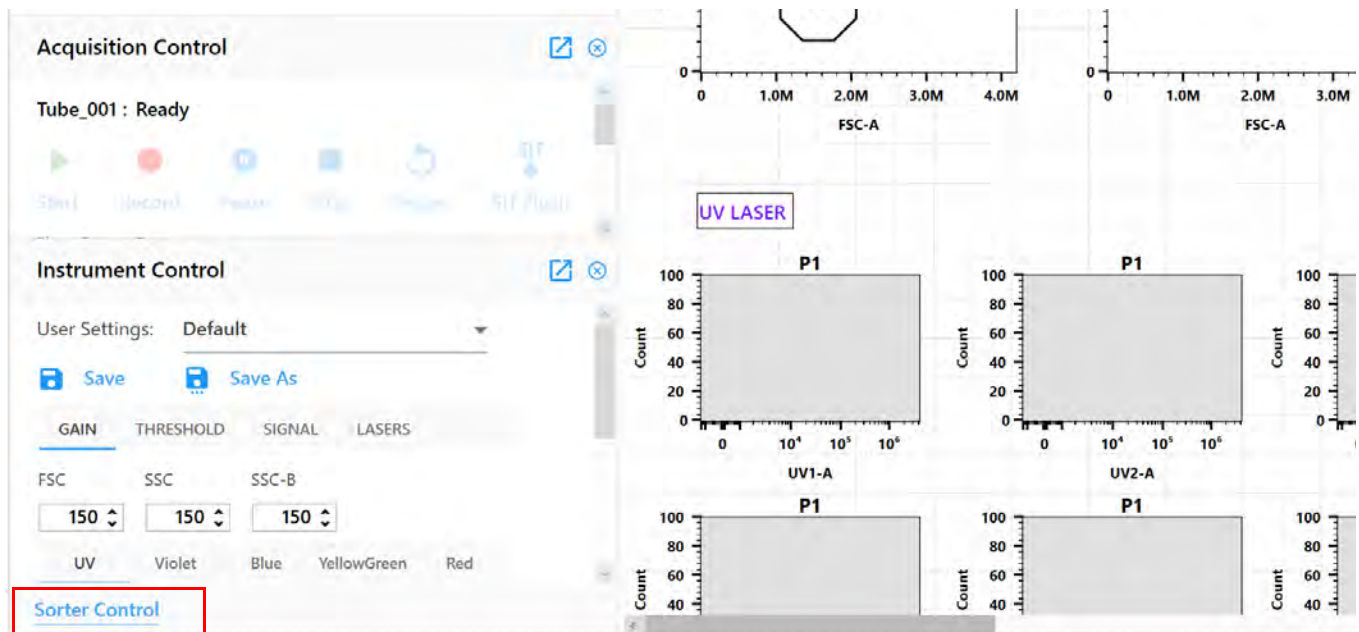 Acquisition Control
Tube_001 : Ready
Start Record Pause Stop
Instrument Control
User Settings: Default
Save Save As
GAIN THRESHOLD SIGNAL LASERS
FSC SSC SSC-B
150 150 150
UV Violet Blue YellowGreen Red
Sorter Control
0
0 1.0M 2.0M 3.0M 4.0M
FSC-A
0
0 1.0M 2.0M 3.0M
FSC-A
UV LASER
P1
100
80
60
40
20
0
Count
0 10⁴ 10⁵ 10⁶
UV1-A
P1
100
80
60
40
20
0
Count
0 10⁴ 10⁵ 10⁶
UV2-A
100
80
60
40
20
0
Count
P1
100
80
60
40
Count
P1
100
80
60
40
Count
100
80
60
40
Count